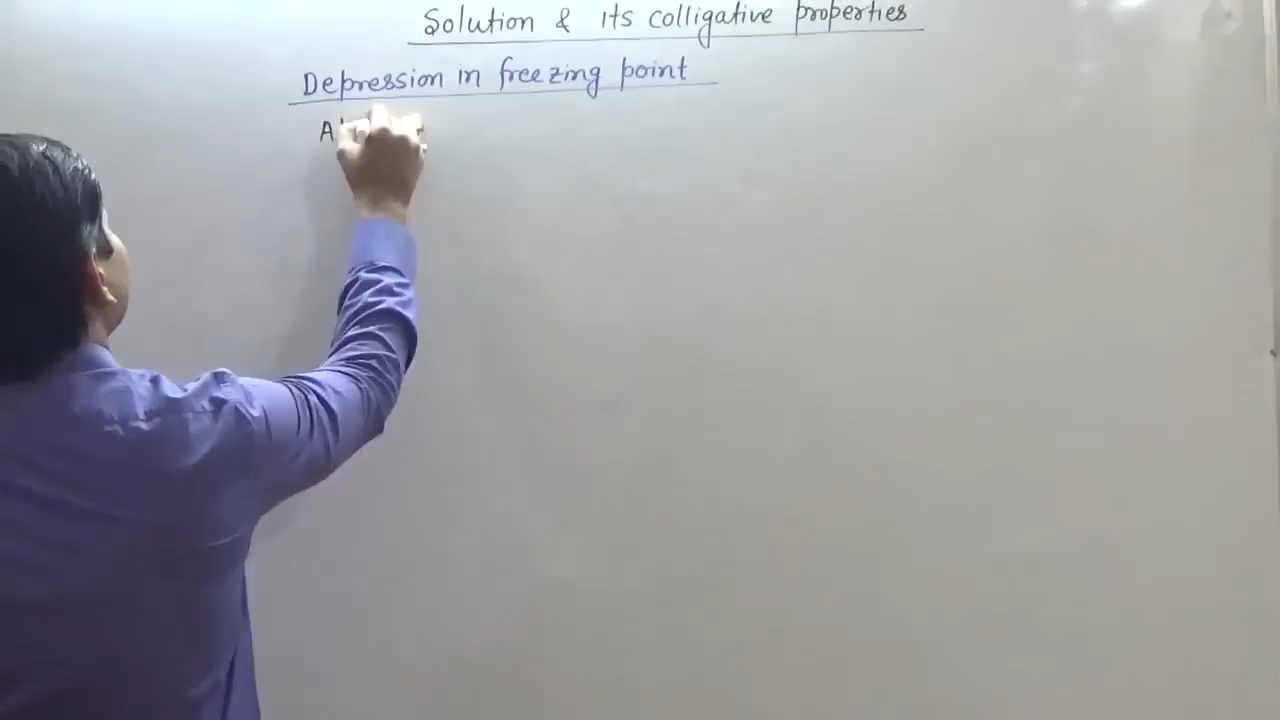 Solution & its colligative properties
Depression in freezing point